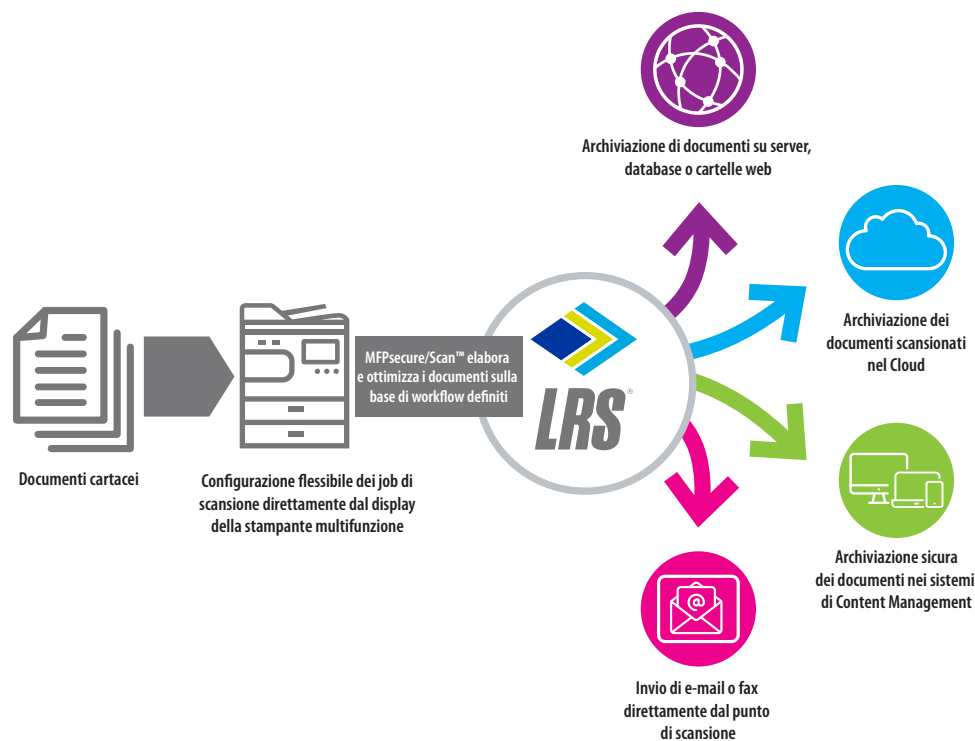 Archiviazione di documenti su server,
database o cartelle web
Archiviazione dei
documenti scansionati
nel Cloud
MFPsecure/Scan™ elabora
e ottimizza i documenti sulla
base di workflow definiti
LRS®
Documenti cartacei
Configurazione flessibile dei job di
scansione direttamente dal display
della stampante multifunzione
Archiviazione sicura
dei documenti nei sistemi
di Content Management
@
Invio di e-mail o fax
direttamente dal punto
di scansione